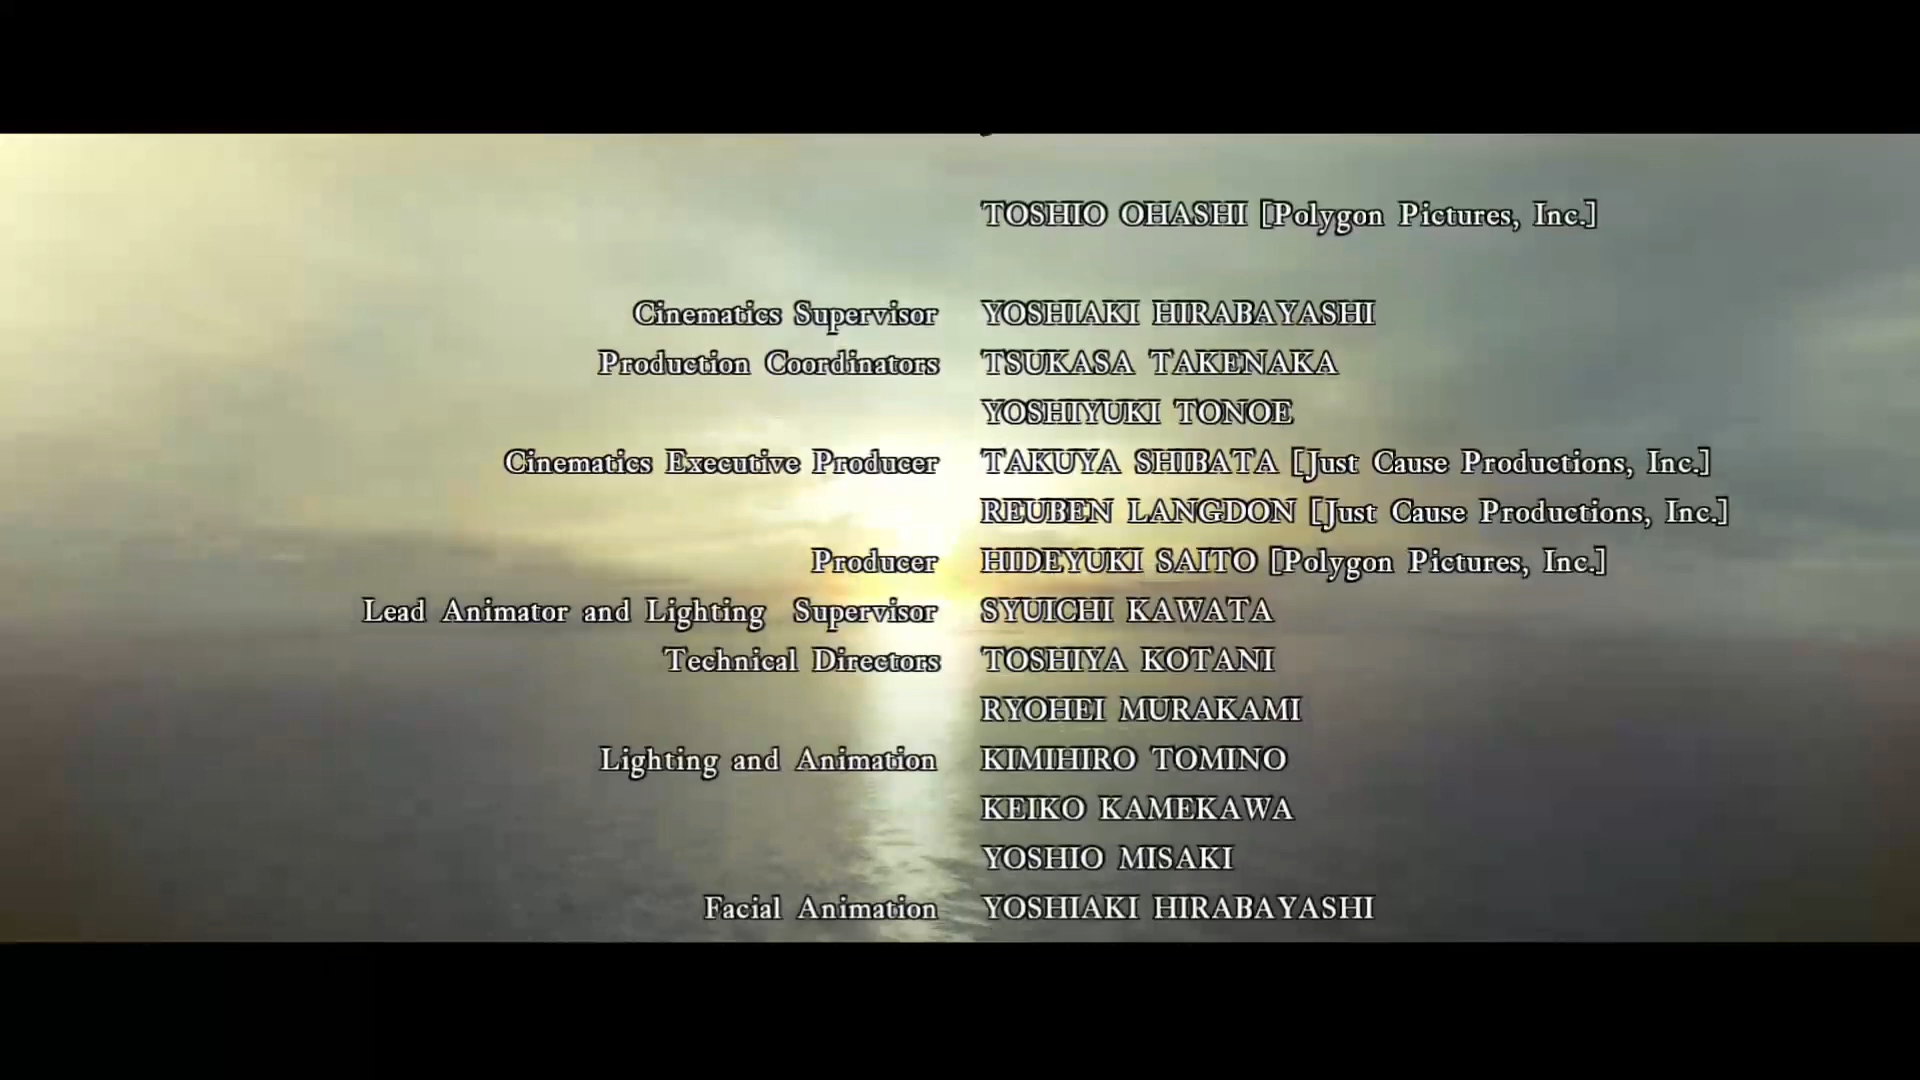 TOSHIO OHASHI [Polygon Pictures, Inc.]
Cinematics Supervisor YOSHIAKI HIRABAYASHI
Production Coordinators TSUKASA TAKENAKA
YOSHIYUKI TONOE
Cinematics Executive Producer TAKUYA SHIBATA [Just Cause Productions, Inc.]
REUBEN LANGDON [Just Cause Productions, Inc.]
Producer HIDEYUKI SAITO [Polygon Pictures, Inc.]
Lead Animator and Lighting Supervisor SYUICHI KAWATA
Technical Directors TOSHIYA KOTANI
RYOHEI MURAKAMI
Lighting and Animation KIMIHIRO TOMINO
KEIKO KAMEKAWA
YOSHIO MISAKI
Facial Animation YOSHIAKI HIRABAYASHI